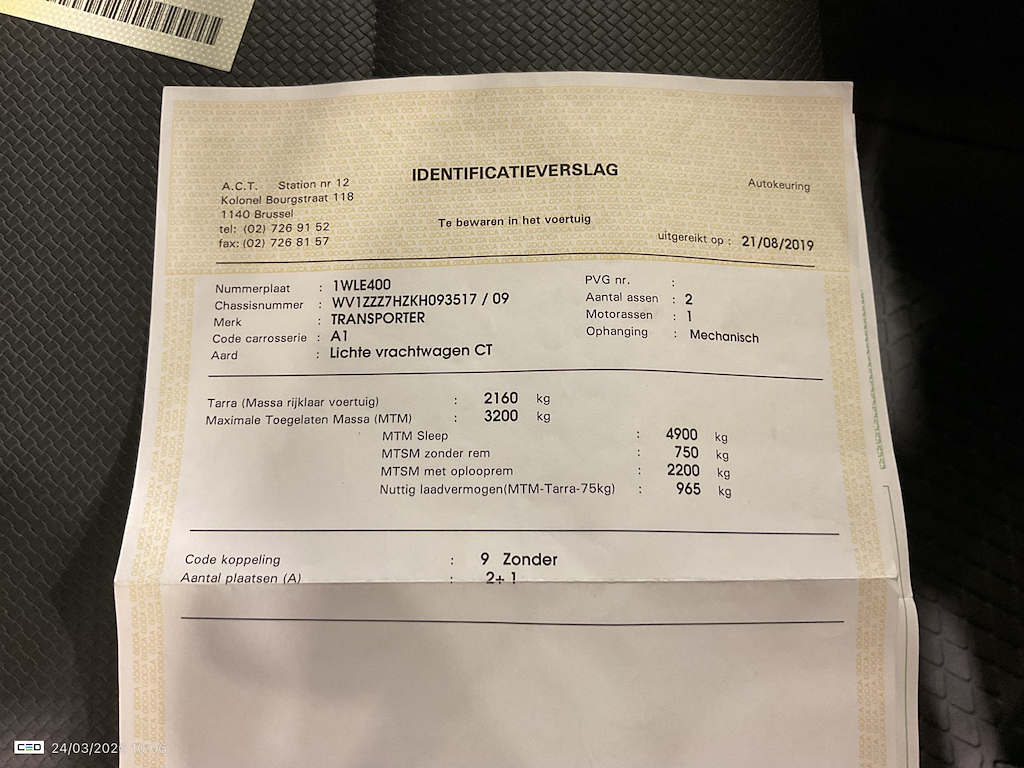 IDENTIFICATIEVERSLAG
Autokeuring
A.C.T. Station nr 12
Kolonel Bourgstraat 118
1140 Brussel
tel: (02) 726 91 52
fax: (02) 726 81 57
Te bewaren in het voertuig
uitgereikt op : 21/08/2019
Nummerplaat : 1WLE400
Chassisnummer : WV1ZZZ7HZKH093517 / 09
Merk : TRANSPORTER
Code carrosserie : A1
Aard : Lichte vrachtwagen CT
PVG nr. :
Aantal assen : 2
Motorassen : 1
Ophanging : Mechanisch
Tarra (Massa rijklaar voertuig) : 2160 kg
Maximale Toegelaten Massa (MTM) : 3200 kg
MTM Sleep : 4900 kg
MTSM zonder rem : 750 kg
MTSM met oplooprem : 2200 kg
Nuttig laadvermogen(MTM-Tarra-75kg) : 965 kg
Code koppeling : 9 Zonder
Aantal plaatsen (A) : 2+ 1
CEO